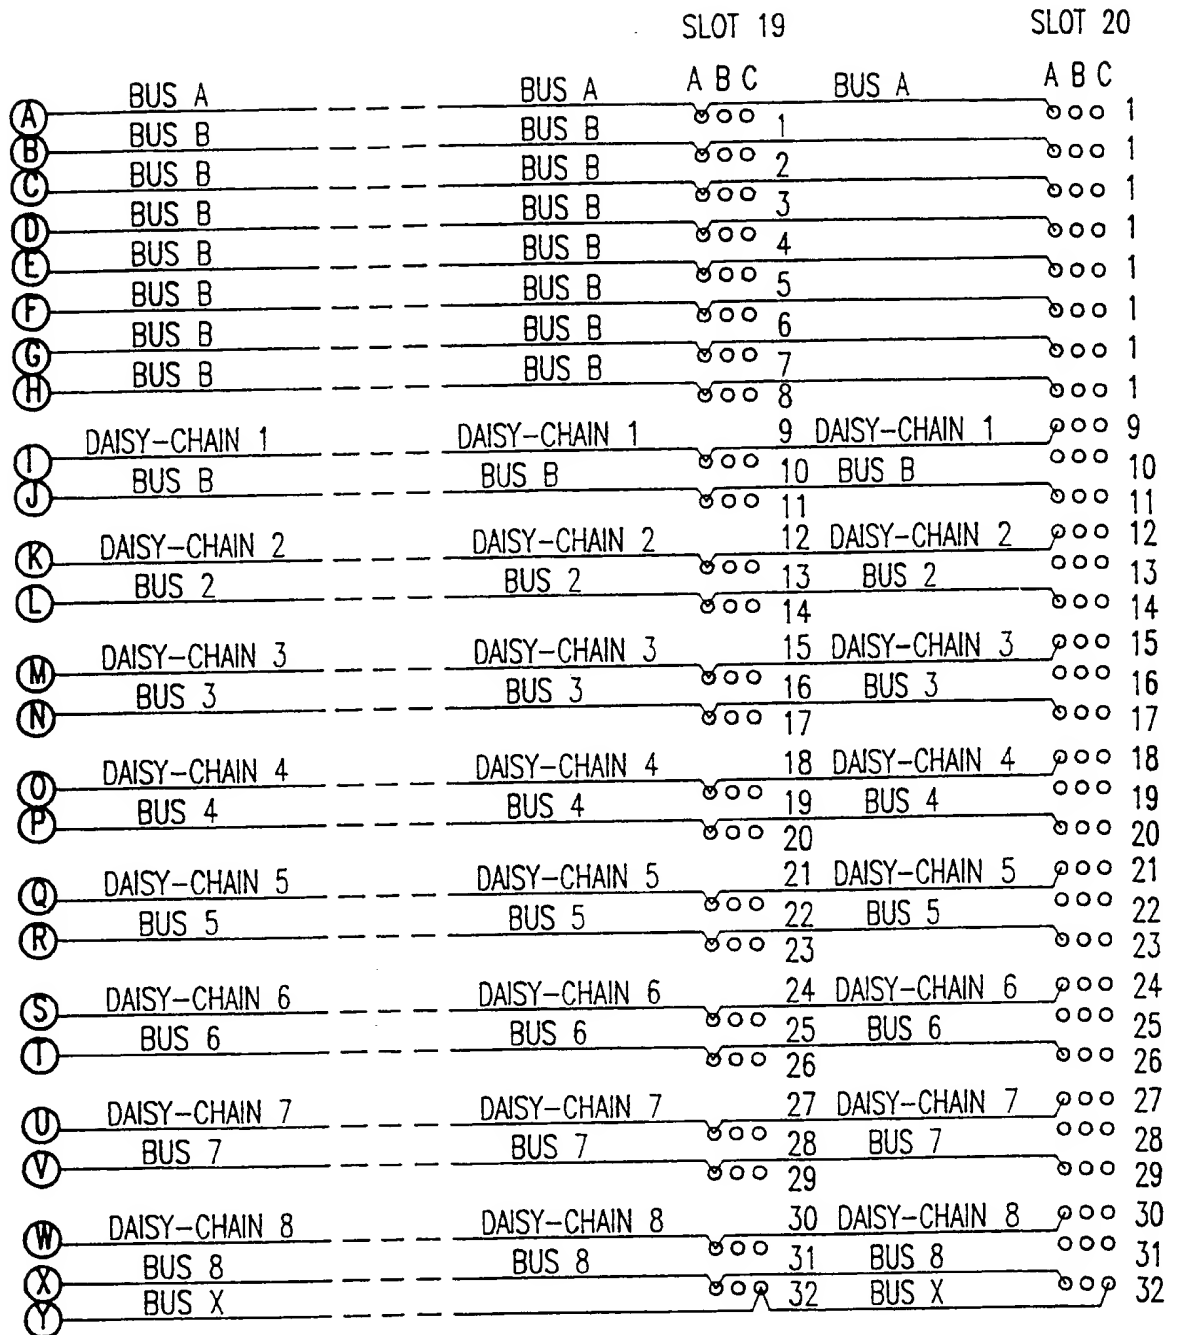 SLOT 19 SLOT 20
A B C A B C
A BUS A BUS A BUS A 1
B BUS B BUS B 1 1
C BUS B BUS B 2 1
D BUS B BUS B 3 1
E BUS B BUS B 4 1
F BUS B BUS B 5 1
G BUS B BUS B 6 1
H BUS B BUS B 7 1
8
I DAISY-CHAIN 1 DAISY-CHAIN 1 9 DAISY-CHAIN 1 9
J BUS B BUS B 10 BUS B 10
11 11
K DAISY-CHAIN 2 DAISY-CHAIN 2 12 DAISY-CHAIN 2 12
L BUS 2 BUS 2 13 BUS 2 13
14 14
M DAISY-CHAIN 3 DAISY-CHAIN 3 15 DAISY-CHAIN 3 15
N BUS 3 BUS 3 16 BUS 3 16
17 17
O DAISY-CHAIN 4 DAISY-CHAIN 4 18 DAISY-CHAIN 4 18
P BUS 4 BUS 4 19 BUS 4 19
20 20
Q DAISY-CHAIN 5 DAISY-CHAIN 5 21 DAISY-CHAIN 5 21
R BUS 5 BUS 5 22 BUS 5 22
23 23
S DAISY-CHAIN 6 DAISY-CHAIN 6 24 DAISY-CHAIN 6 24
T BUS 6 BUS 6 25 BUS 6 25
26 26
U DAISY-CHAIN 7 DAISY-CHAIN 7 27 DAISY-CHAIN 7 27
V BUS 7 BUS 7 28 BUS 7 28
29 29
W DAISY-CHAIN 8 DAISY-CHAIN 8 30 DAISY-CHAIN 8 30
X BUS 8 BUS 8 31 BUS 8 31
Y BUS X 32 BUS X 32